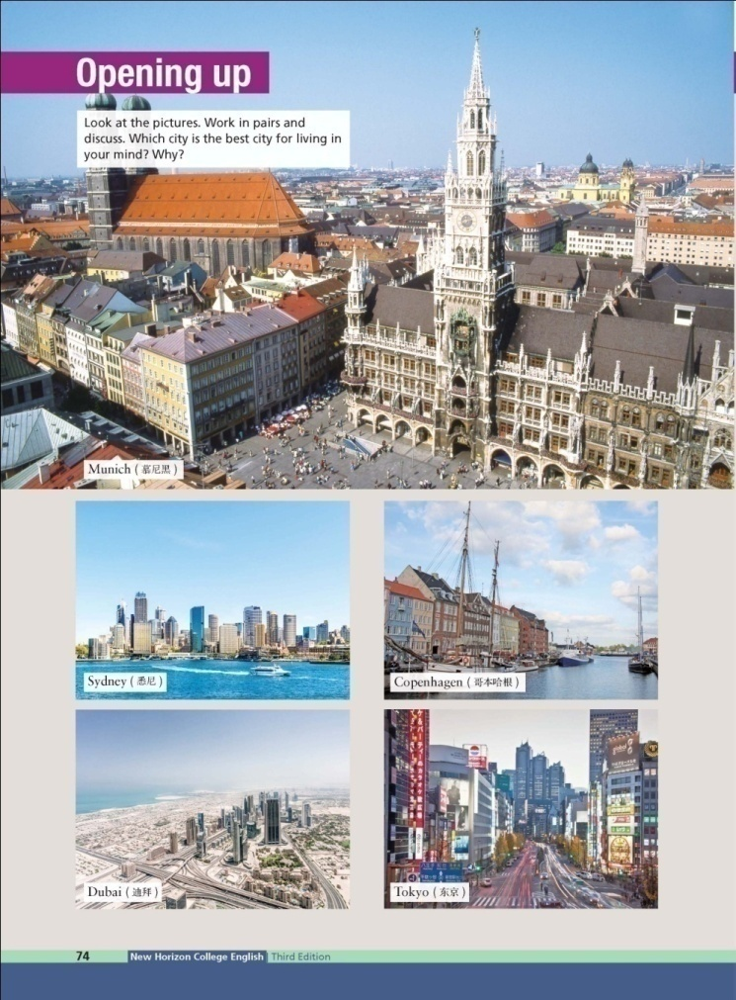 Opening up
Look at the pictures. Work in pairs and
discuss. Which city is the best city for living in
your mind? Why?
Munich (慕尼黑)
Sydney (悉尼)
Copenhagen (哥本哈根)
Dubai (迪拜)
Tokyo (东京)
74
New Horizon College English | Third Edition